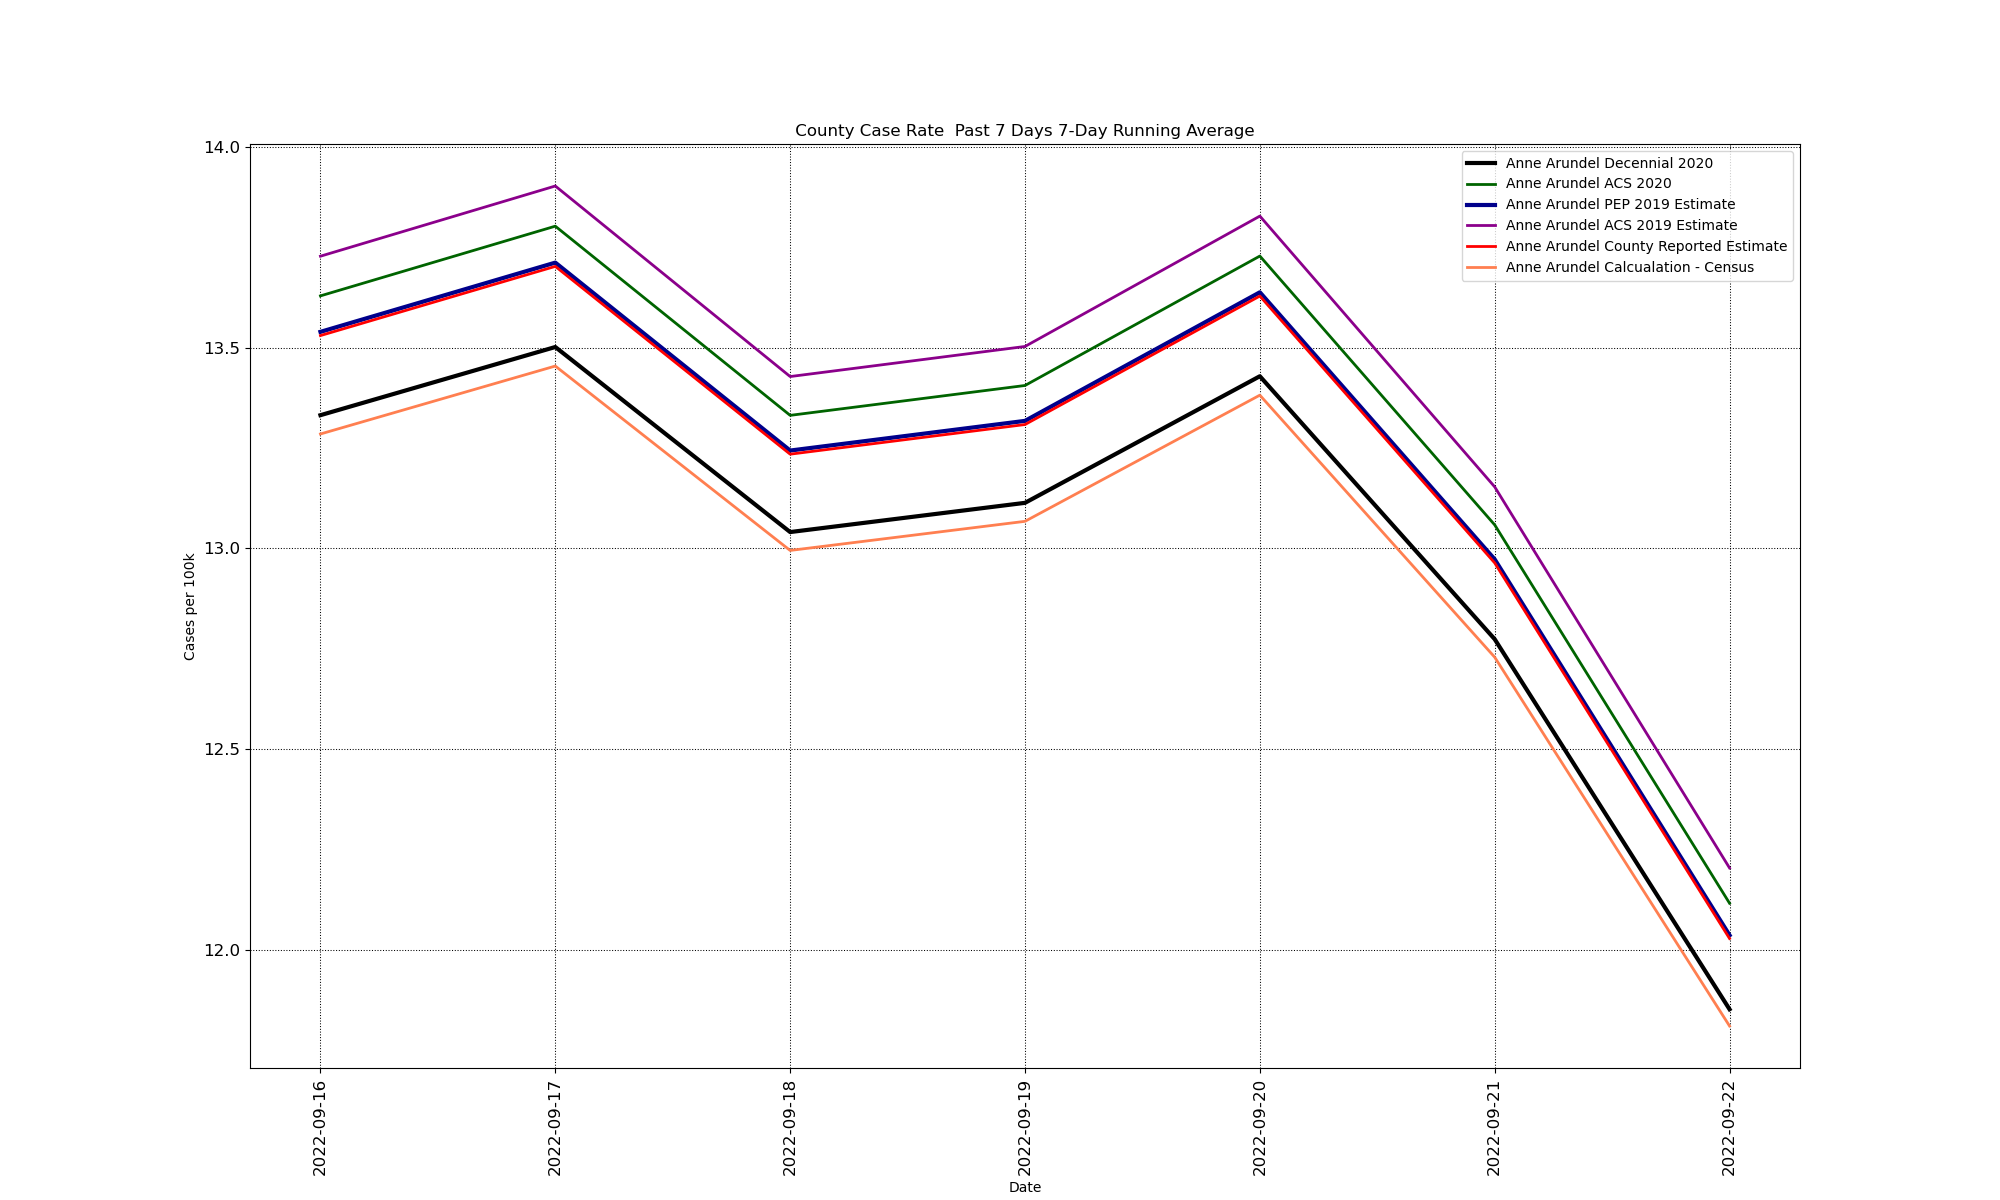 County Case Rate  Past 7 Days 7-Day Running Average
14.0
13.5
13.0
12.5
12.0
Cases per 100k
Anne Arundel Decennial 2020
Anne Arundel ACS 2020
Anne Arundel PEP 2019 Estimate
Anne Arundel ACS 2019 Estimate
Anne Arundel County Reported Estimate
Anne Arundel Calcualation - Census
2022-09-16
2022-09-17
2022-09-18
2022-09-19
2022-09-20
2022-09-21
2022-09-22
Date